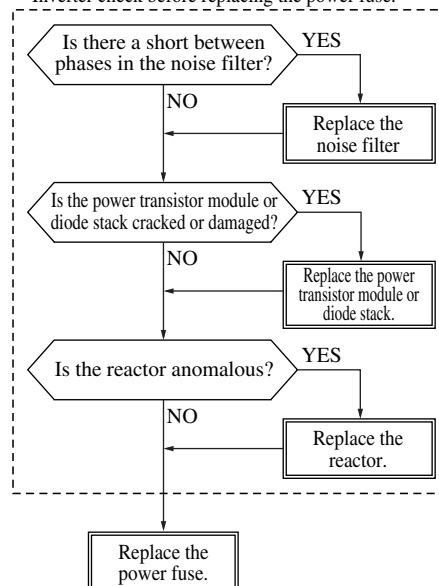 Inverter check before replacing the power fuse.
Is there a short between
phases in the noise filter?
YES
NO
Replace the
noise filter
Is the power transistor module or
diode stack cracked or damaged?
YES
NO
Replace the power
transistor module or
diode stack.
Is the reactor anomalous?
YES
NO
Replace the
reactor.
Replace the
power fuse.